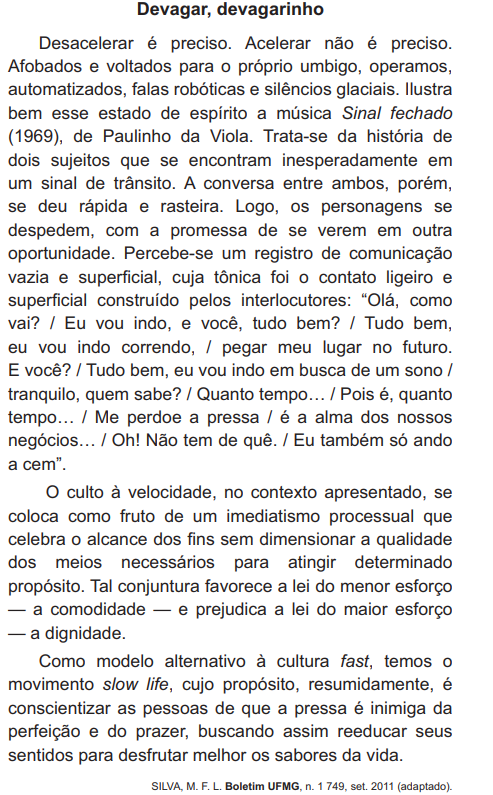 Devagar, devagarinho
Desacelerar é preciso. Acelerar não é preciso.
Afobados e voltados para o próprio umbigo, operamos,
automatizados, falas robóticas e silêncios glaciais. Ilustra
bem esse estado de espírito a música Sinal fechado
(1969), de Paulinho da Viola. Trata-se da história de
dois sujeitos que se encontram inesperadamente em
um sinal de trânsito. A conversa entre ambos, porém,
se deu rápida e rasteira. Logo, os personagens se
despedem, com a promessa de se verem em outra
oportunidade. Percebe-se um registro de comunicação
vazia e superficial, cuja tônica foi o contato ligeiro e
superficial construído pelos interlocutores: “Olá, como
vai? / Eu vou indo, e você, tudo bem? / Tudo bem,
eu vou indo correndo, / pegar meu lugar no futuro.
E você? / Tudo bem, eu vou indo em busca de um sono /
tranquilo, quem sabe? / Quanto tempo… / Pois é, quanto
tempo… / Me perdoe a pressa / é a alma dos nossos
negócios… / Oh! Não tem de quê. / Eu também só ando
a cem”.
O culto à velocidade, no contexto apresentado, se
coloca como fruto de um imediatismo processual que
celebra o alcance dos fins sem dimensionar a qualidade
dos meios necessários para atingir determinado
propósito. Tal conjuntura favorece a lei do menor esforço
— a comodidade — e prejudica a lei do maior esforço
— a dignidade.
Como modelo alternativo à cultura fast, temos o
movimento slow life, cujo propósito, resumidamente, é
conscientizar as pessoas de que a pressa é inimiga da
perfeição e do prazer, buscando assim reeducar seus
sentidos para desfrutar melhor os sabores da vida.
SILVA, M. F. L. Boletim UFMG, n. 1 749, set. 2011 (adaptado).